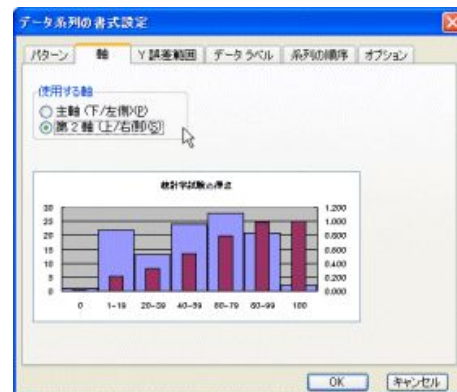 データ系列の書式設定
パターン 軸 Y 誤差範囲 データ ラベル 系列の順序 オプション
使用する軸
主軸 (下/左側)(P)
第 2 軸 (上/右側)(S)
統計学試験の得点
30 1.200
25 1.000
20 0.800
15 0.600
10 0.400
5 0.200
0 0.000
0 1-19 20-39 40-59 60-79 80-99 100
OK キャンセル